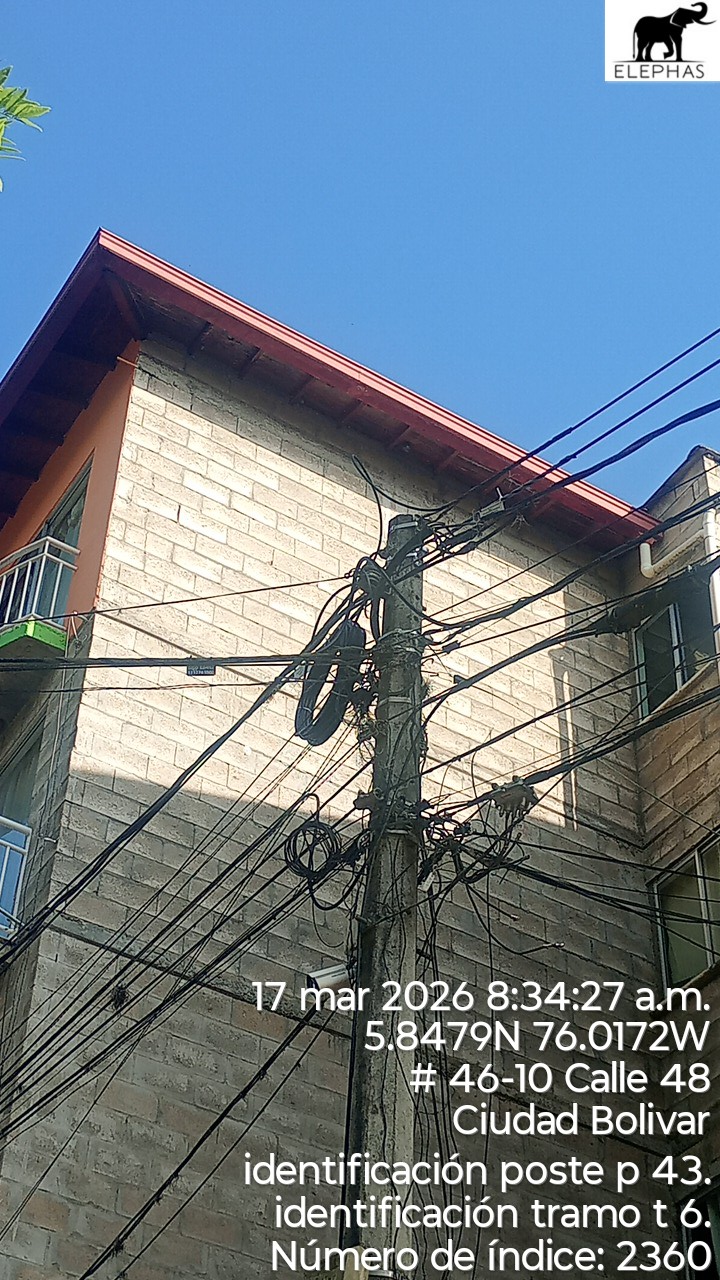 ELEPHAS
17 mar 2026 8:34:27 a.m.
5.8479N 76.0172W
# 46-10 Calle 48
Ciudad Bolivar
identificación poste p 43.
identificación tramo t 6.
Número de índice: 2360